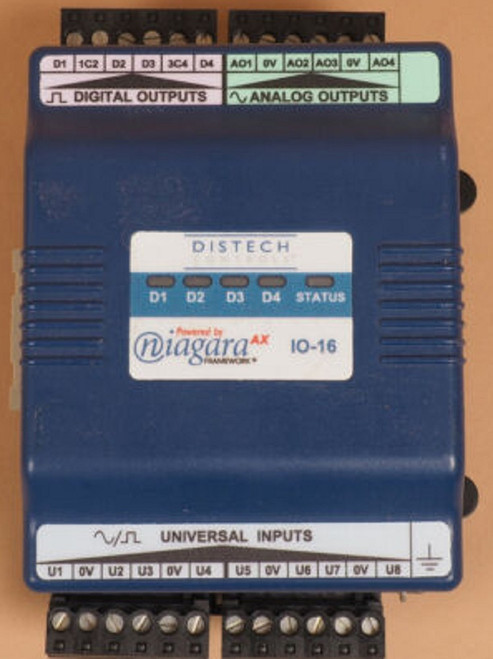 D1 1C2 D2 D3 3C4 D4 AO1 0V AO2 AO3 0V AO4
DIGITAL OUTPUTS ANALOG OUTPUTS
DISTECH
CONTROLS
D1 D2 D3 D4 STATUS
Powered by
niagara AX IO-16
FRAMEWORK
UNIVERSAL INPUTS
U1 0V U2 U3 0V U4 U5 0V U6 U7 0V U8